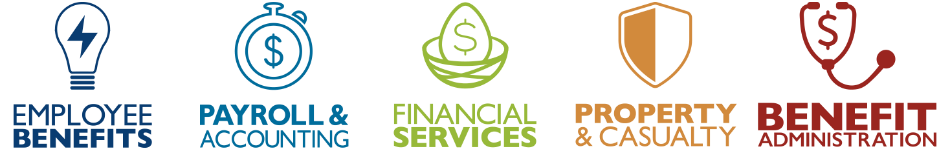 EMPLOYEE
BENEFITS
$
PAYROLL &
ACCOUNTING
$
FINANCIAL
SERVICES
PROPERTY
& CASUALTY
$
BENEFIT
ADMINISTRATION